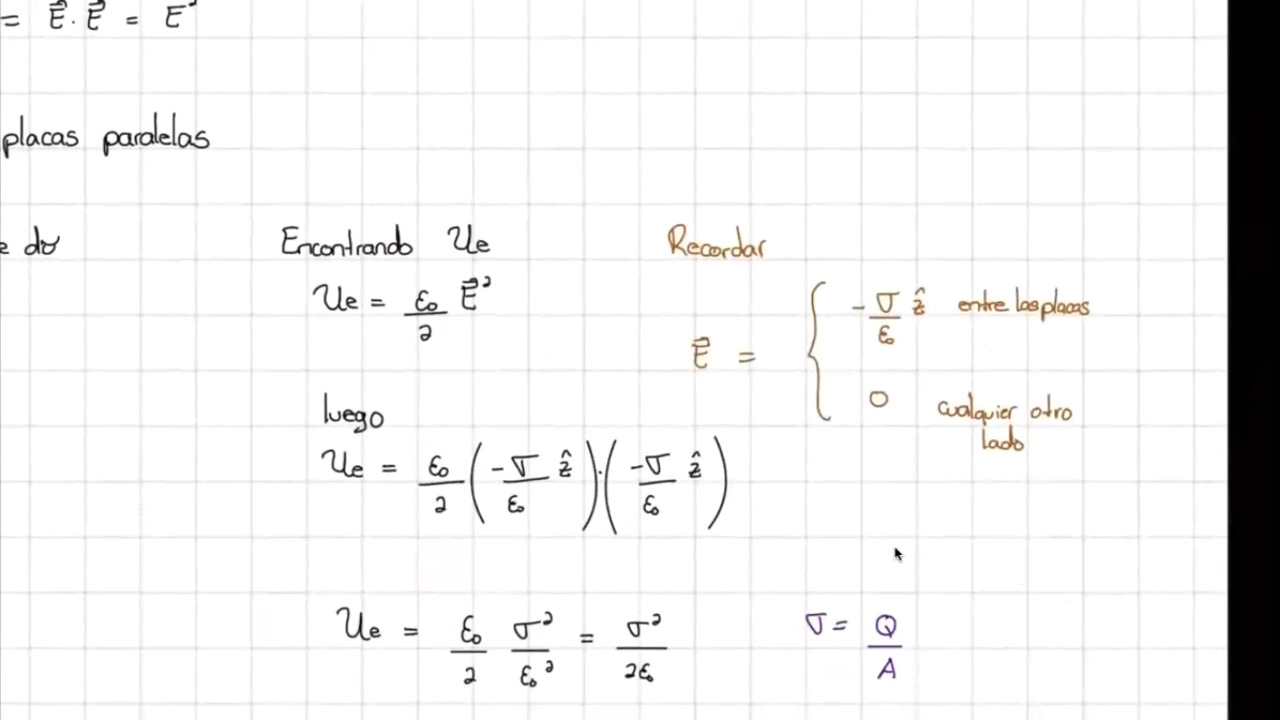 = E⃗ · E⃗ = E²
placas paralelas
e dv
Encontrando Ue
Ue = ε₀/2 E⃗²
luego
Ue = ε₀/2 (-σ/ε₀ ẑ)·(-σ/ε₀ ẑ)
Ue = ε₀/2 σ²/ε₀² = σ²/2ε₀
Recordar
E⃗ = { -σ/ε₀ ẑ entre las placas
0 cualquier otro
lado
σ = Q/A